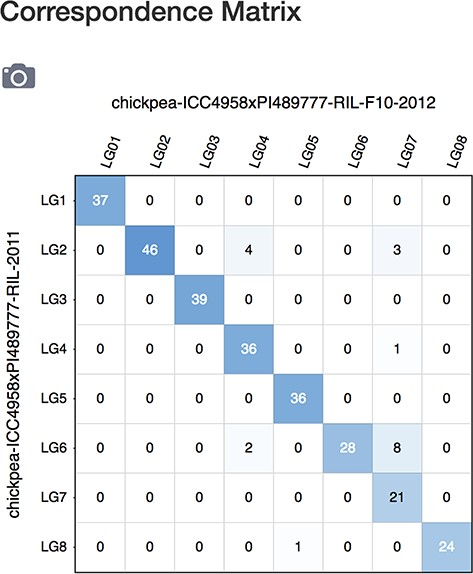 Correspondence Matrix
chickpea-ICC4958xPI489777-RIL-F10-2012
LG01 LG02 LG03 LG04 LG05 LG06 LG07 LG08
chickpea-ICC4958xPI489777-RIL-2011
LG1 37 0 0 0 0 0 0 0
LG2 0 46 0 4 0 0 3 0
LG3 0 0 39 0 0 0 0 0
LG4 0 0 0 36 0 0 1 0
LG5 0 0 0 0 36 0 0 0
LG6 0 0 0 2 0 28 8 0
LG7 0 0 0 0 0 0 21 0
LG8 0 0 0 0 1 0 0 24